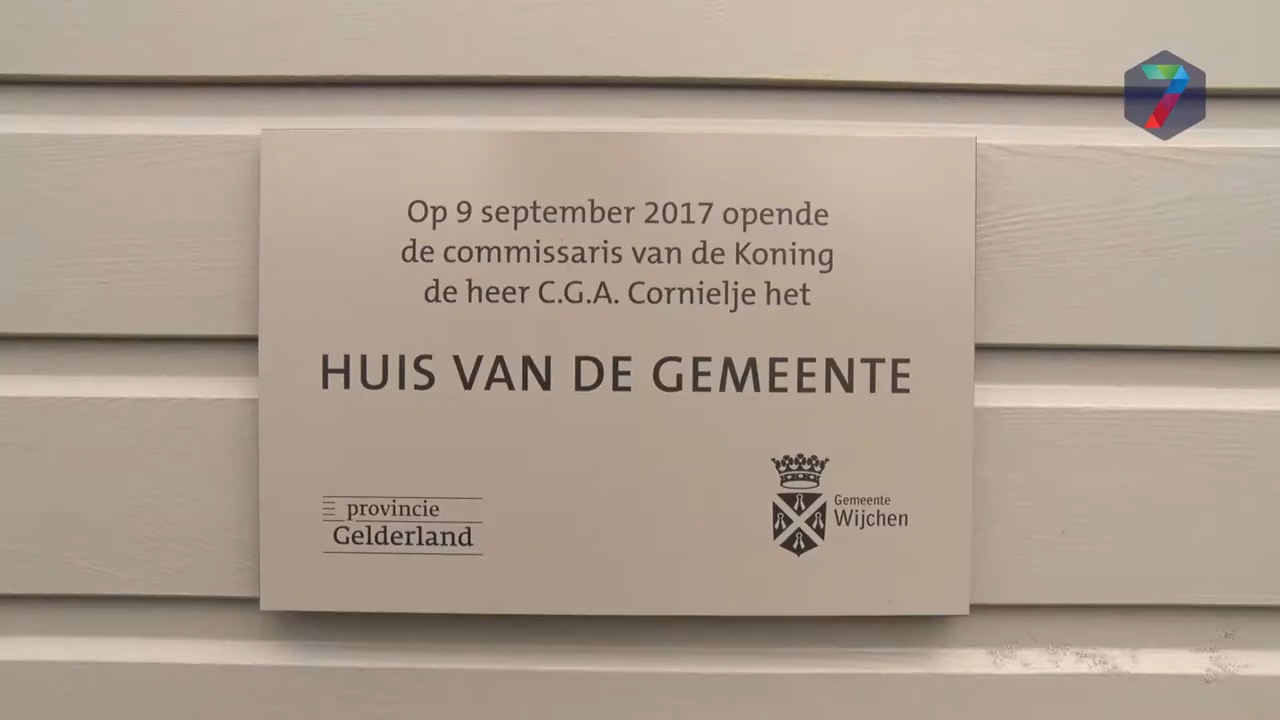 7
Op 9 september 2017 opende
de commissaris van de Koning
de heer C.G.A. Cornielje het
HUIS VAN DE GEMEENTE
provincie
Gelderland
Gemeente
Wijchen